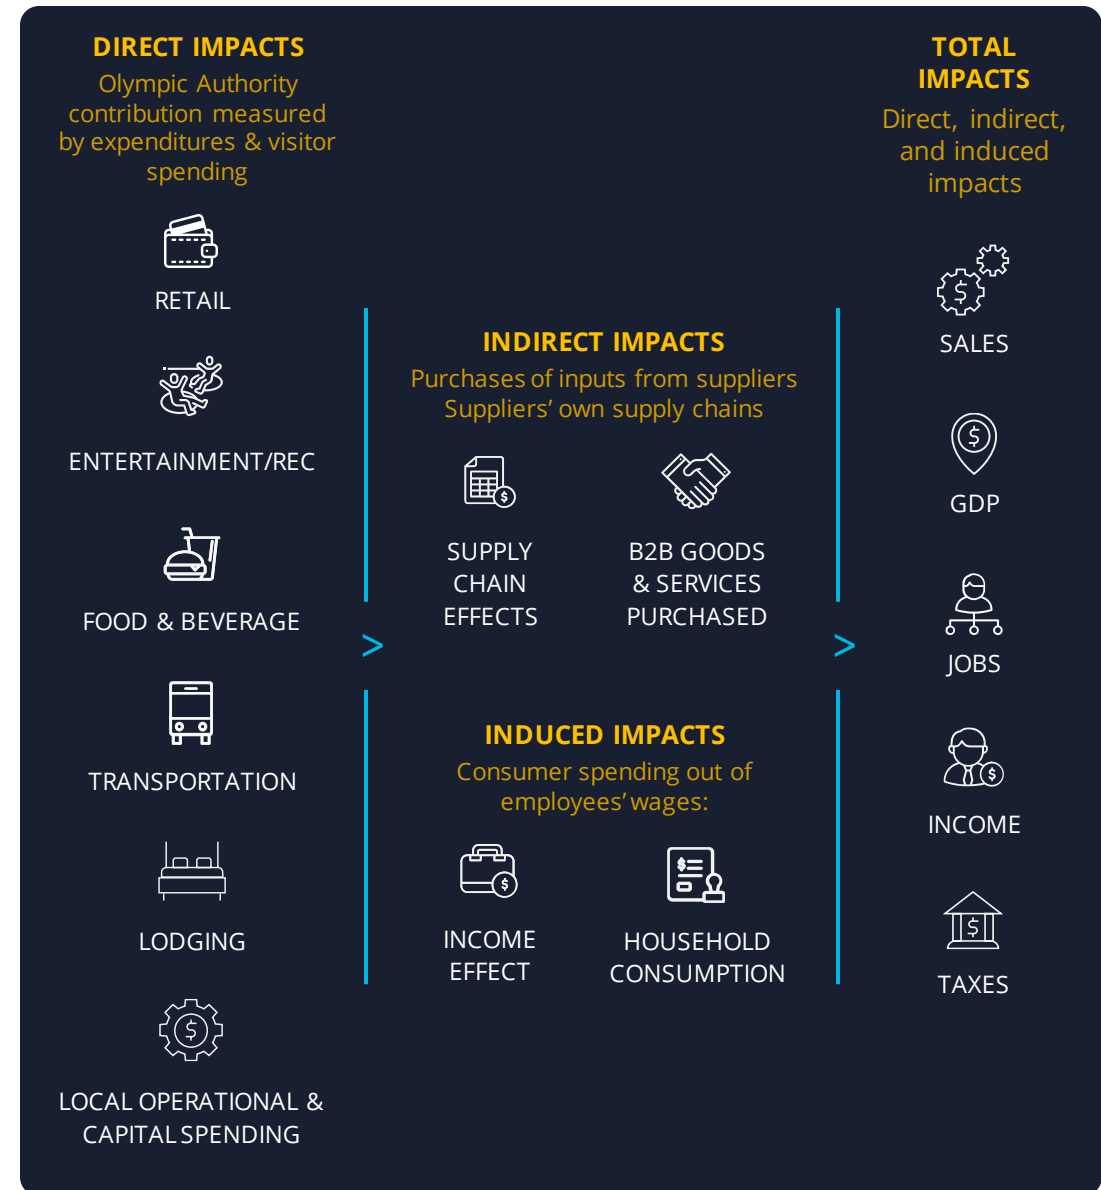 DIRECT IMPACTS
Olympic Authority
contribution measured
by expenditures & visitor
spending
RETAIL
ENTERTAINMENT/REC
FOOD & BEVERAGE
TRANSPORTATION
LODGING
LOCAL OPERATIONAL &
CAPITAL SPENDING
>
INDIRECT IMPACTS
Purchases of inputs from suppliers
Suppliers’ own supply chains
SUPPLY
CHAIN
EFFECTS
B2B GOODS
& SERVICES
PURCHASED
INDUCED IMPACTS
Consumer spending out of
employees’ wages:
INCOME
EFFECT
HOUSEHOLD
CONSUMPTION
>
TOTAL
IMPACTS
Direct, indirect,
and induced
impacts
SALES
GDP
JOBS
INCOME
TAXES